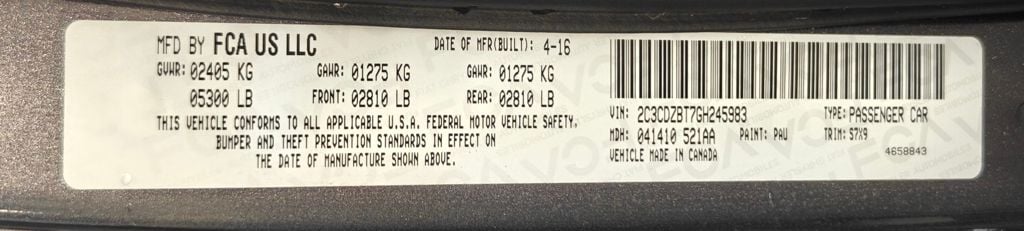 MFD BY FCA US LLC DATE OF MFR(BUILT): 4-16
GVWR: 02405 KG GAWR: 01275 KG GAWR: 01275 KG
05300 LB FRONT: 02810 LB REAR: 02810 LB
THIS VEHICLE CONFORMS TO ALL APPLICABLE U.S.A. FEDERAL MOTOR VEHICLE SAFETY,
BUMPER AND THEFT PREVENTION STANDARDS IN EFFECT ON
THE DATE OF MANUFACTURE SHOWN ABOVE.
VIN: 2C3CDZBT7GH245983 TYPE: PASSENGER CAR
MDH: 041410 521AA PAINT: PAU TRIM: S7X9
VEHICLE MADE IN CANADA 4658843